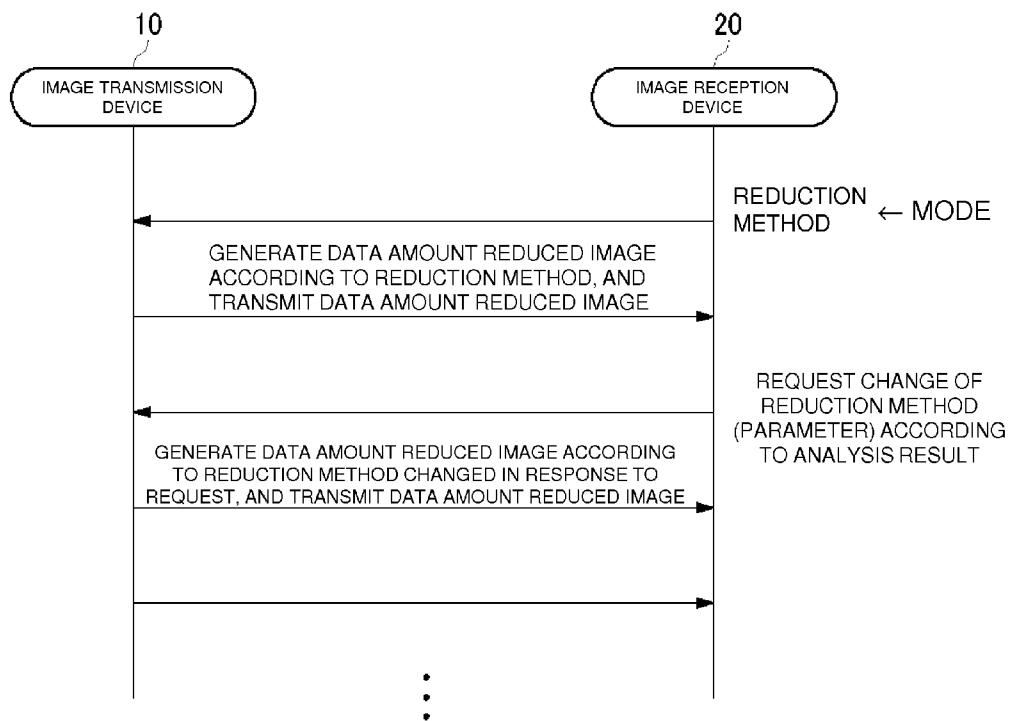 10
20
IMAGE TRANSMISSION
DEVICE
IMAGE RECEPTION
DEVICE
REDUCTION
METHOD
← MODE
GENERATE DATA AMOUNT REDUCED IMAGE
ACCORDING TO REDUCTION METHOD, AND
TRANSMIT DATA AMOUNT REDUCED IMAGE
REQUEST CHANGE OF
REDUCTION METHOD
(PARAMETER) ACCORDING
TO ANALYSIS RESULT
GENERATE DATA AMOUNT REDUCED IMAGE ACCORDING
TO REDUCTION METHOD CHANGED IN RESPONSE TO
REQUEST, AND TRANSMIT DATA AMOUNT REDUCED IMAGE